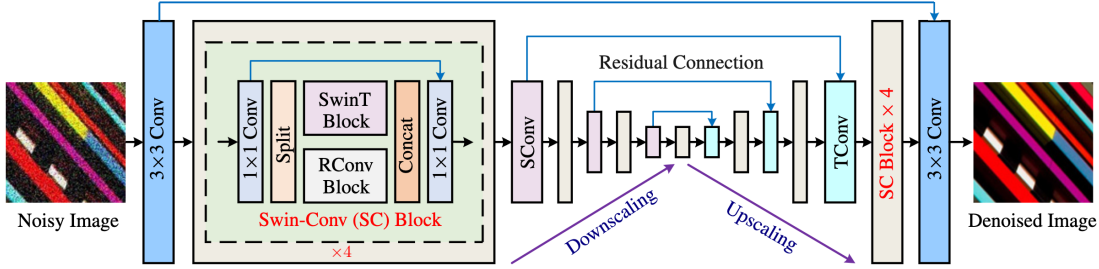 Noisy Image
3×3 Conv
1×1 Conv
Split
SwinT
Block
RConv
Block
Concat
1×1 Conv
Swin-Conv (SC) Block
×4
SConv
Residual Connection
Downscaling
Upscaling
TConv
SC Block × 4
3×3 Conv
Denoised Image